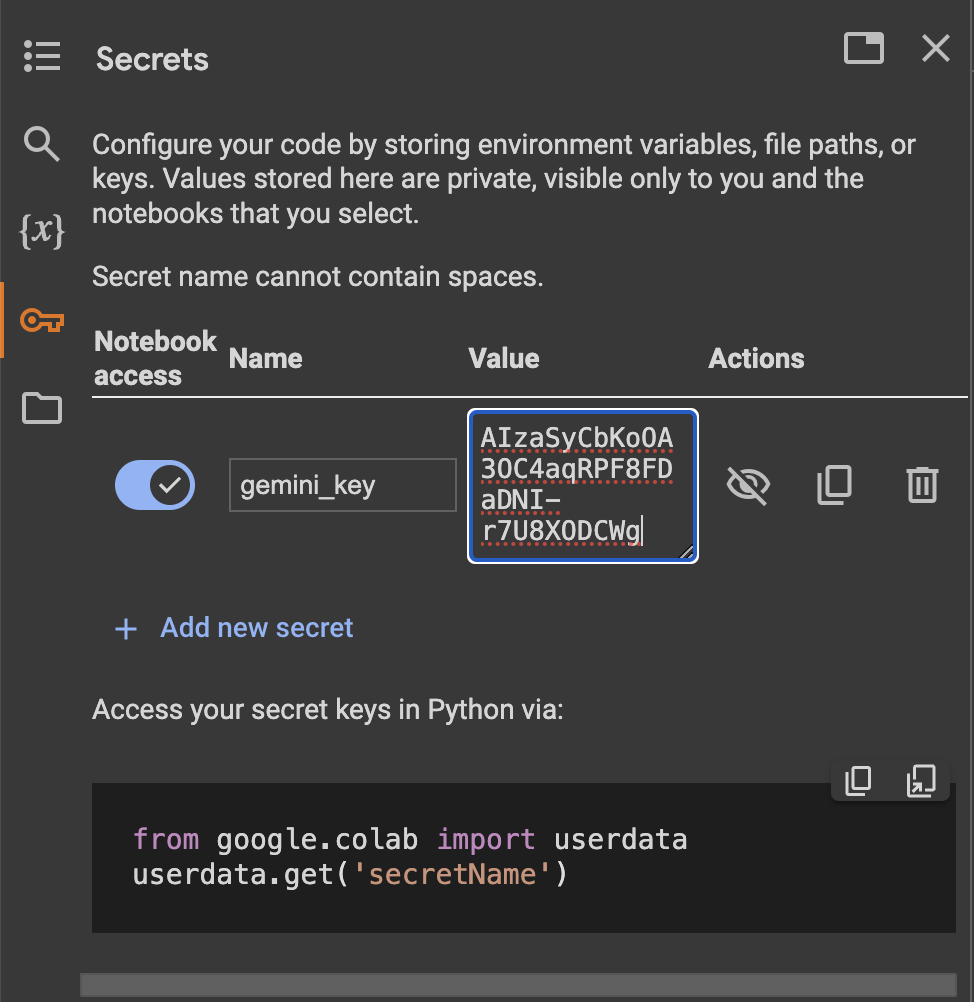 Secrets
Configure your code by storing environment variables, file paths, or
keys. Values stored here are private, visible only to you and the
notebooks that you select.
Secret name cannot contain spaces.
Notebook
access
Name
Value
Actions
gemini_key
AIzaSyCbKoOA
3OC4aqRPF8FD
aDNI-
r7U8XODCWg
+ Add new secret
Access your secret keys in Python via:
from google.colab import userdata
userdata.get('secretName')